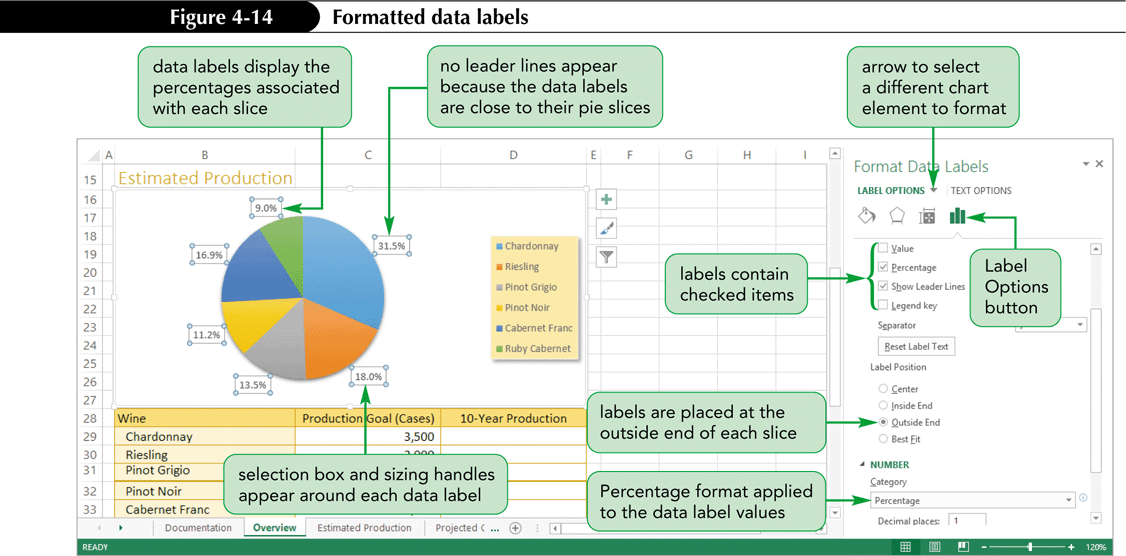 Figure 4-14 Formatted data labels
data labels display the
percentages associated
with each slice
no leader lines appear
because the data labels
are close to their pie slices
arrow to select
a different chart
element to format
A B C D E F G H I
15 Estimated Production
16
17
18
19
20
21
22
23
24
25
26
27
9.0%
31.5%
16.9%
11.2%
13.5%
18.0%
Chardonnay
Riesling
Pinot Grigio
Pinot Noir
Cabernet Franc
Ruby Cabernet
28 Wine Production Goal (Cases) 10-Year Production
29 Chardonnay 3,500
30 Riesling
31 Pinot Grigio
32 Pinot Noir
33 Cabernet Franc
selection box and sizing handles
appear around each data label
Documentation Overview Estimated Production Projected C ...
READY
120%
Format Data Labels
LABEL OPTIONS TEXT OPTIONS
labels contain
checked items
Label
Options
button
Value
Percentage
Show Leader Lines
Legend key
Separator
Reset Label Text
Label Position
Center
Inside End
Outside End
Best Fit
labels are placed at the
outside end of each slice
NUMBER
Category
Percentage
Decimal places: 1
Percentage format applied
to the data label values